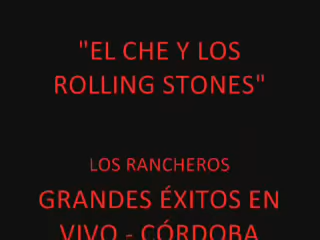 "EL CHE Y LOS
ROLLING STONES"
LOS RANCHEROS
GRANDES ÉXITOS EN
VIVO - CÓRDOBA